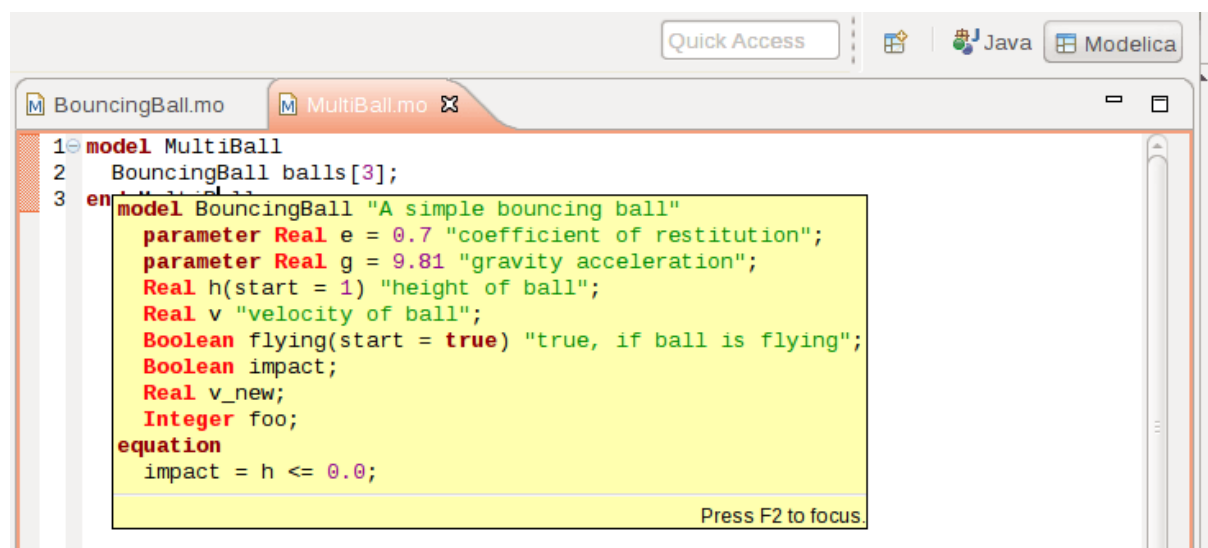 Quick Access Java Modelica
BouncingBall.mo MultiBall.mo
1 model MultiBall
2 BouncingBall balls[3];
3 end MultiBall
model BouncingBall "A simple bouncing ball"
parameter Real e = 0.7 "coefficient of restitution";
parameter Real g = 9.81 "gravity acceleration";
Real h(start = 1) "height of ball";
Real v "velocity of ball";
Boolean flying(start = true) "true, if ball is flying";
Boolean impact;
Real v_new;
Integer foo;
equation
impact = h <= 0.0;
Press F2 to focus.